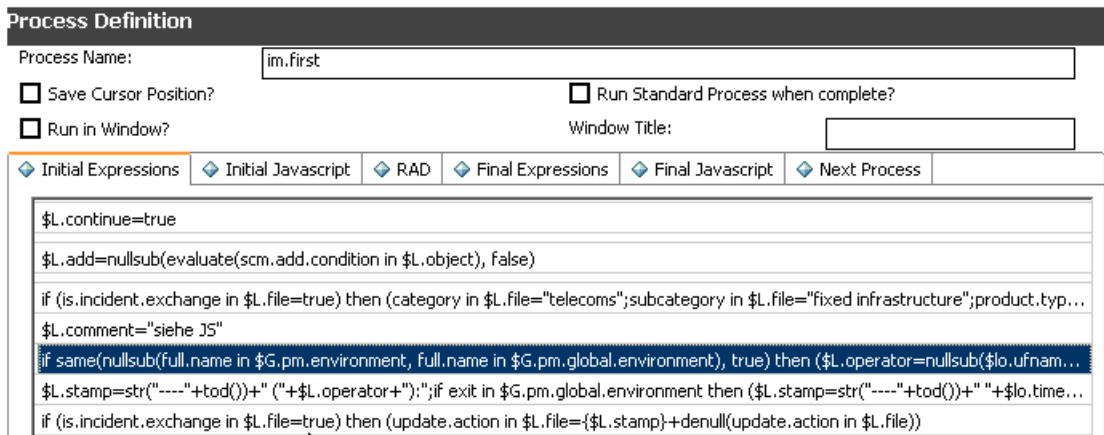 Process Definition
Process Name: im.first
Save Cursor Position? Run Standard Process when complete?
Run in Window? Window Title:
Initial Expressions Initial Javascript RAD Final Expressions Final Javascript Next Process
$L.continue=true
$L.add=nullsub(evaluate(scm.add.condition in $L.object), false)
if (is.incident.exchange in $L.file=true) then (category in $L.file="telecoms";subcategory in $L.file="fixed infrastructure";product.typ...
$L.comment="siehe JS"
if same(nullsub(full.name in $G.pm.environment, full.name in $G.pm.global.environment), true) then ($L.operator=nullsub($lo.ufnam...
$L.stamp=str("----"+tod())+" ("+$L.operator+"):";if exit in $G.pm.global.environment then ($L.stamp=str("----"+tod())+" "+$lo.time...
if (is.incident.exchange in $L.file=true) then (update.action in $L.file={$L.stamp}+denull(update.action in $L.file))